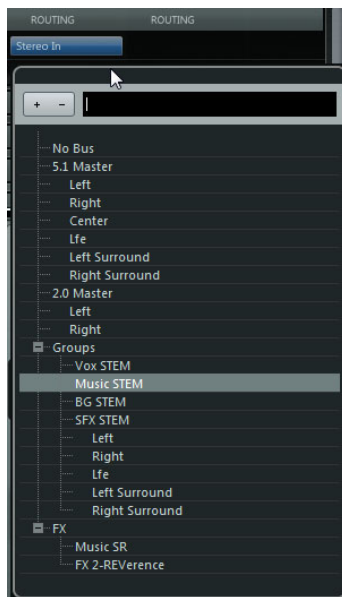 ROUTING ROUTING
Stereo In
+ -
No Bus
5.1 Master
Left
Right
Center
Lfe
Left Surround
Right Surround
2.0 Master
Left
Right
Groups
Vox STEM
Music STEM
BG STEM
SFX STEM
Left
Right
Lfe
Left Surround
Right Surround
FX
Music SR
FX 2-REVerence